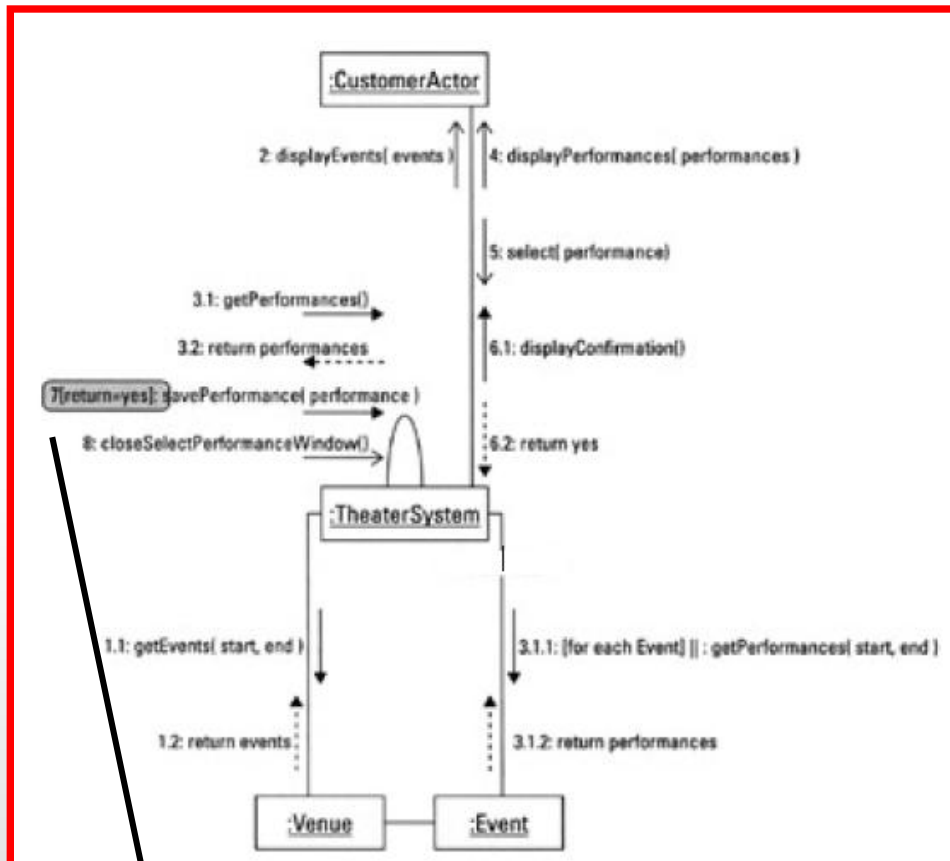 :CustomerActor
2: displayEvents( events )
4: displayPerformances( performances )
5: select( performance)
3.1: getPerformances()
3.2: return performances
6.1: displayConfirmation()
7[return=yes]: savePerformance( performance )
8: closeSelectPerformanceWindow()
6.2: return yes
:TheaterSystem
1.1: getEvents( start, end )
3.1.1: [for each Event] || : getPerformances( start, end )
1.2: return events
3.1.2: return performances
:Venue
:Event